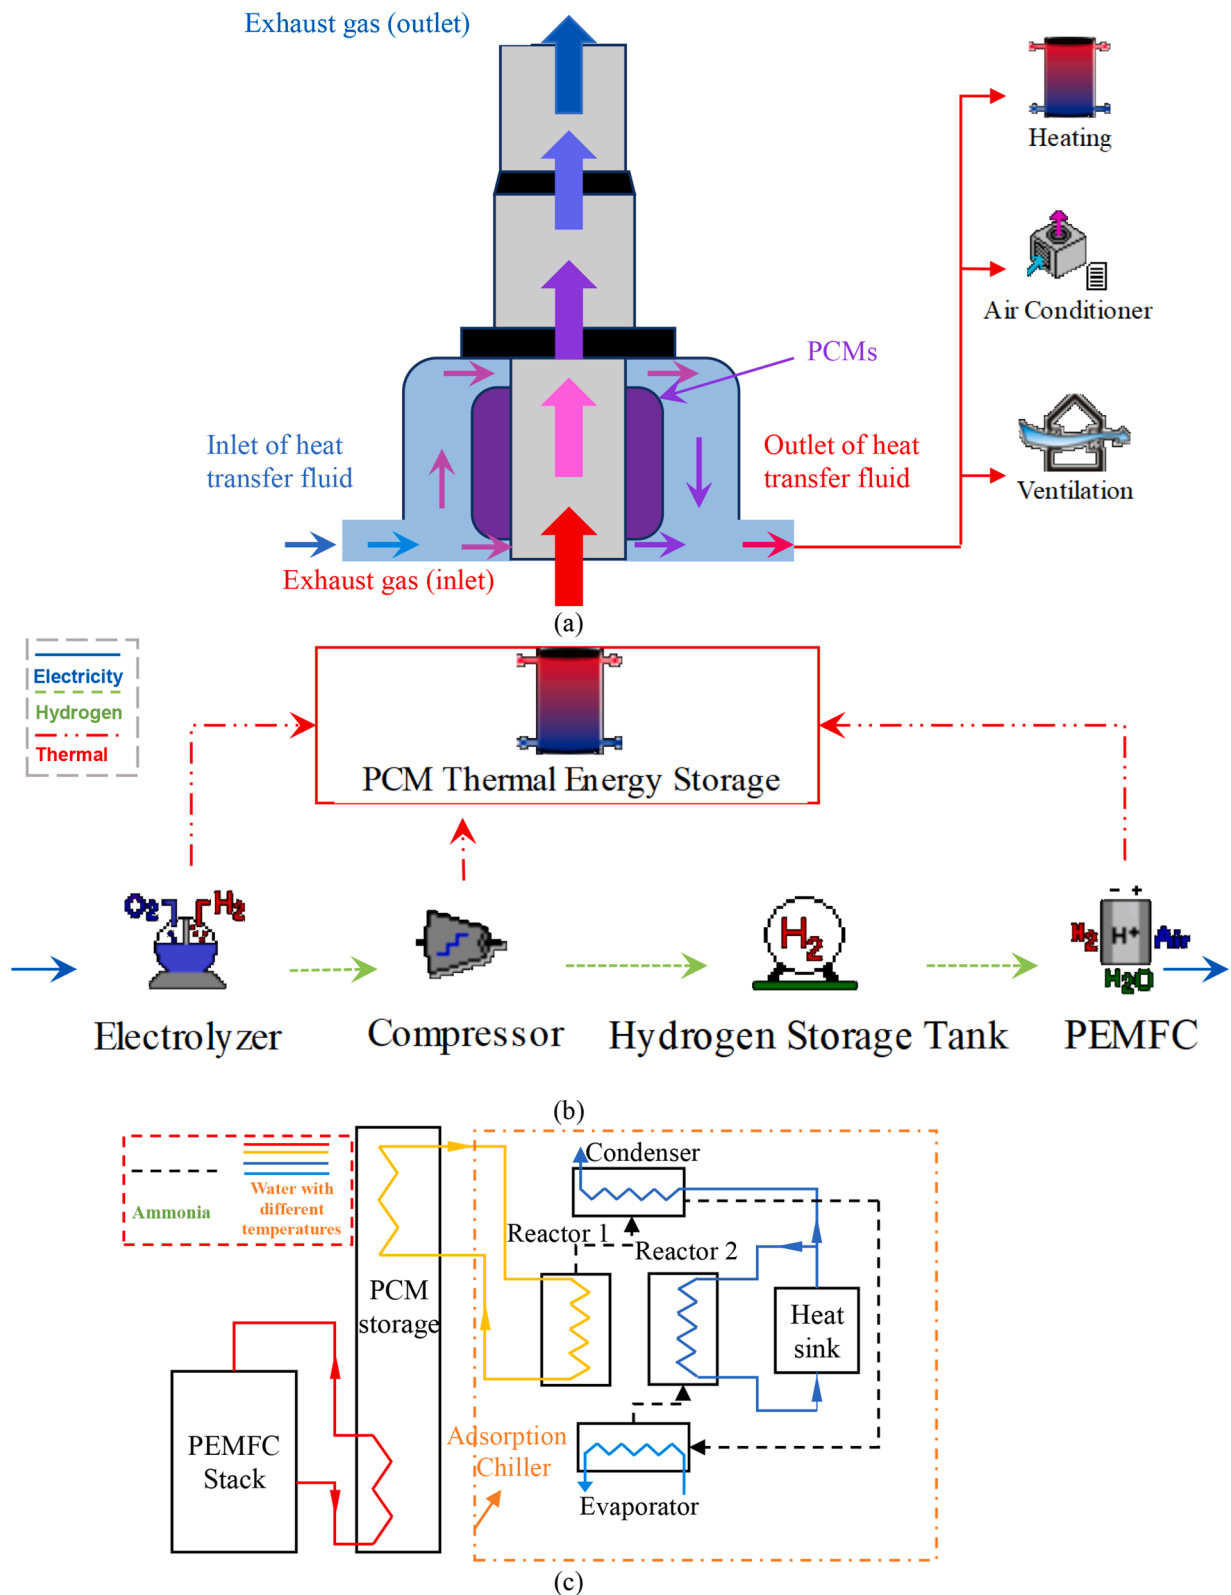 Exhaust gas (outlet)
Heating
Air Conditioner
PCMs
Inlet of heat
transfer fluid
Outlet of heat
transfer fluid
Ventilation
Exhaust gas (inlet)
(a)
Electricity
Hydrogen
Thermal
PCM Thermal Energy Storage
O2
H2
H2
- +
H2
H+
Air
H2O
Electrolyzer
Compressor
Hydrogen Storage Tank
PEMFC
(b)
Ammonia
Water with
different
temperatures
Condenser
Reactor 1
Reactor 2
PCM
storage
Heat
sink
PEMFC
Stack
Adsorption
Chiller
Evaporator
(c)